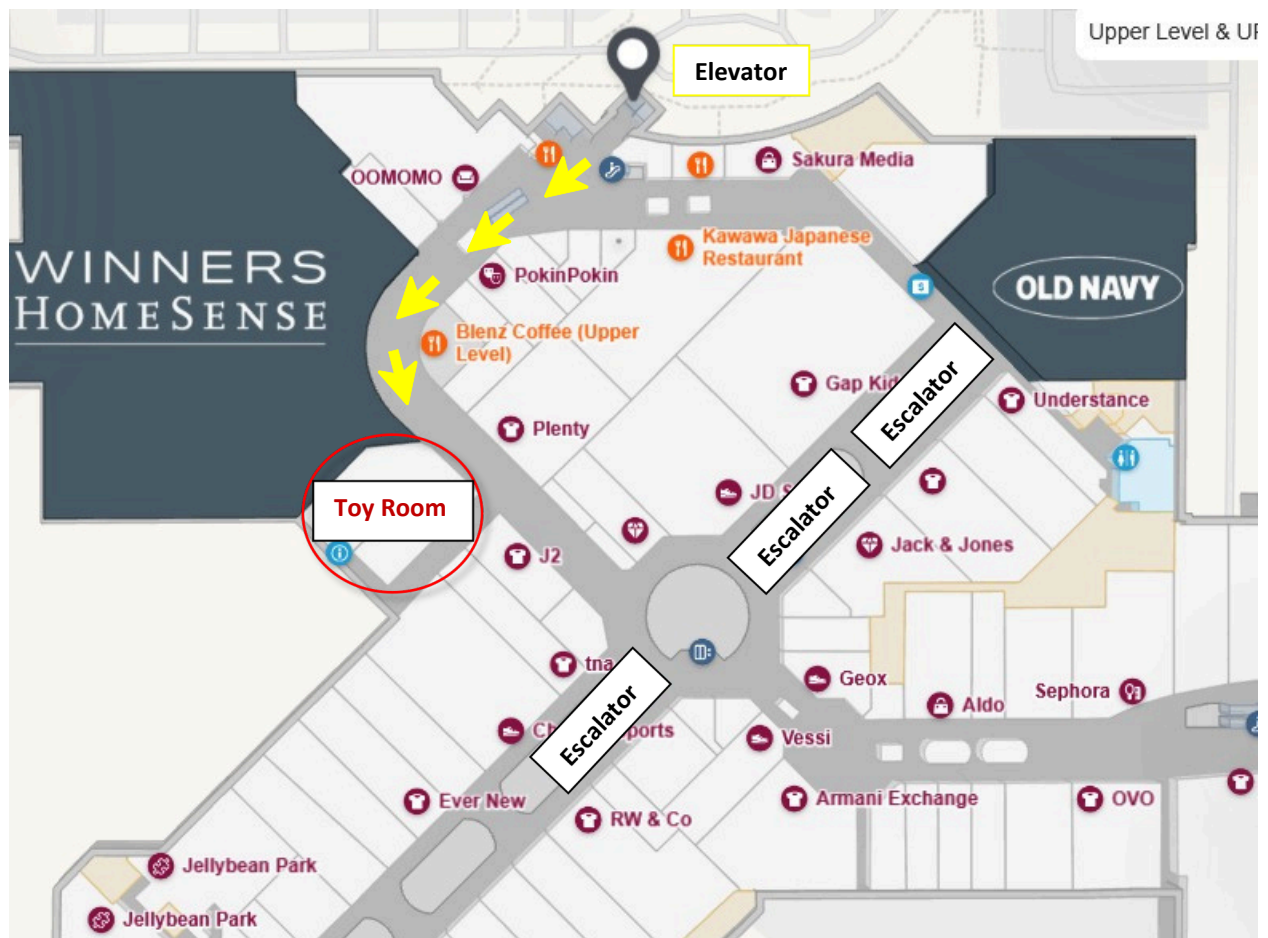 Upper Level & UP
Elevator
Sakura Media
OOMOMO
WINNERS
HOMESENSE
Kawawa Japanese
Restaurant
PokinPokin
OLD NAVY
Blenz Coffee (Upper
Level)
Gap Kid
Escalator
Understance
Plenty
JD S
Escalator
Toy Room
Jack & Jones
J2
tna
Geox
Sephora
Aldo
Escalator
Ch
ports
Vessi
Ever New
Armani Exchange
OVO
RW & Co
Jellybean Park
Jellybean Park